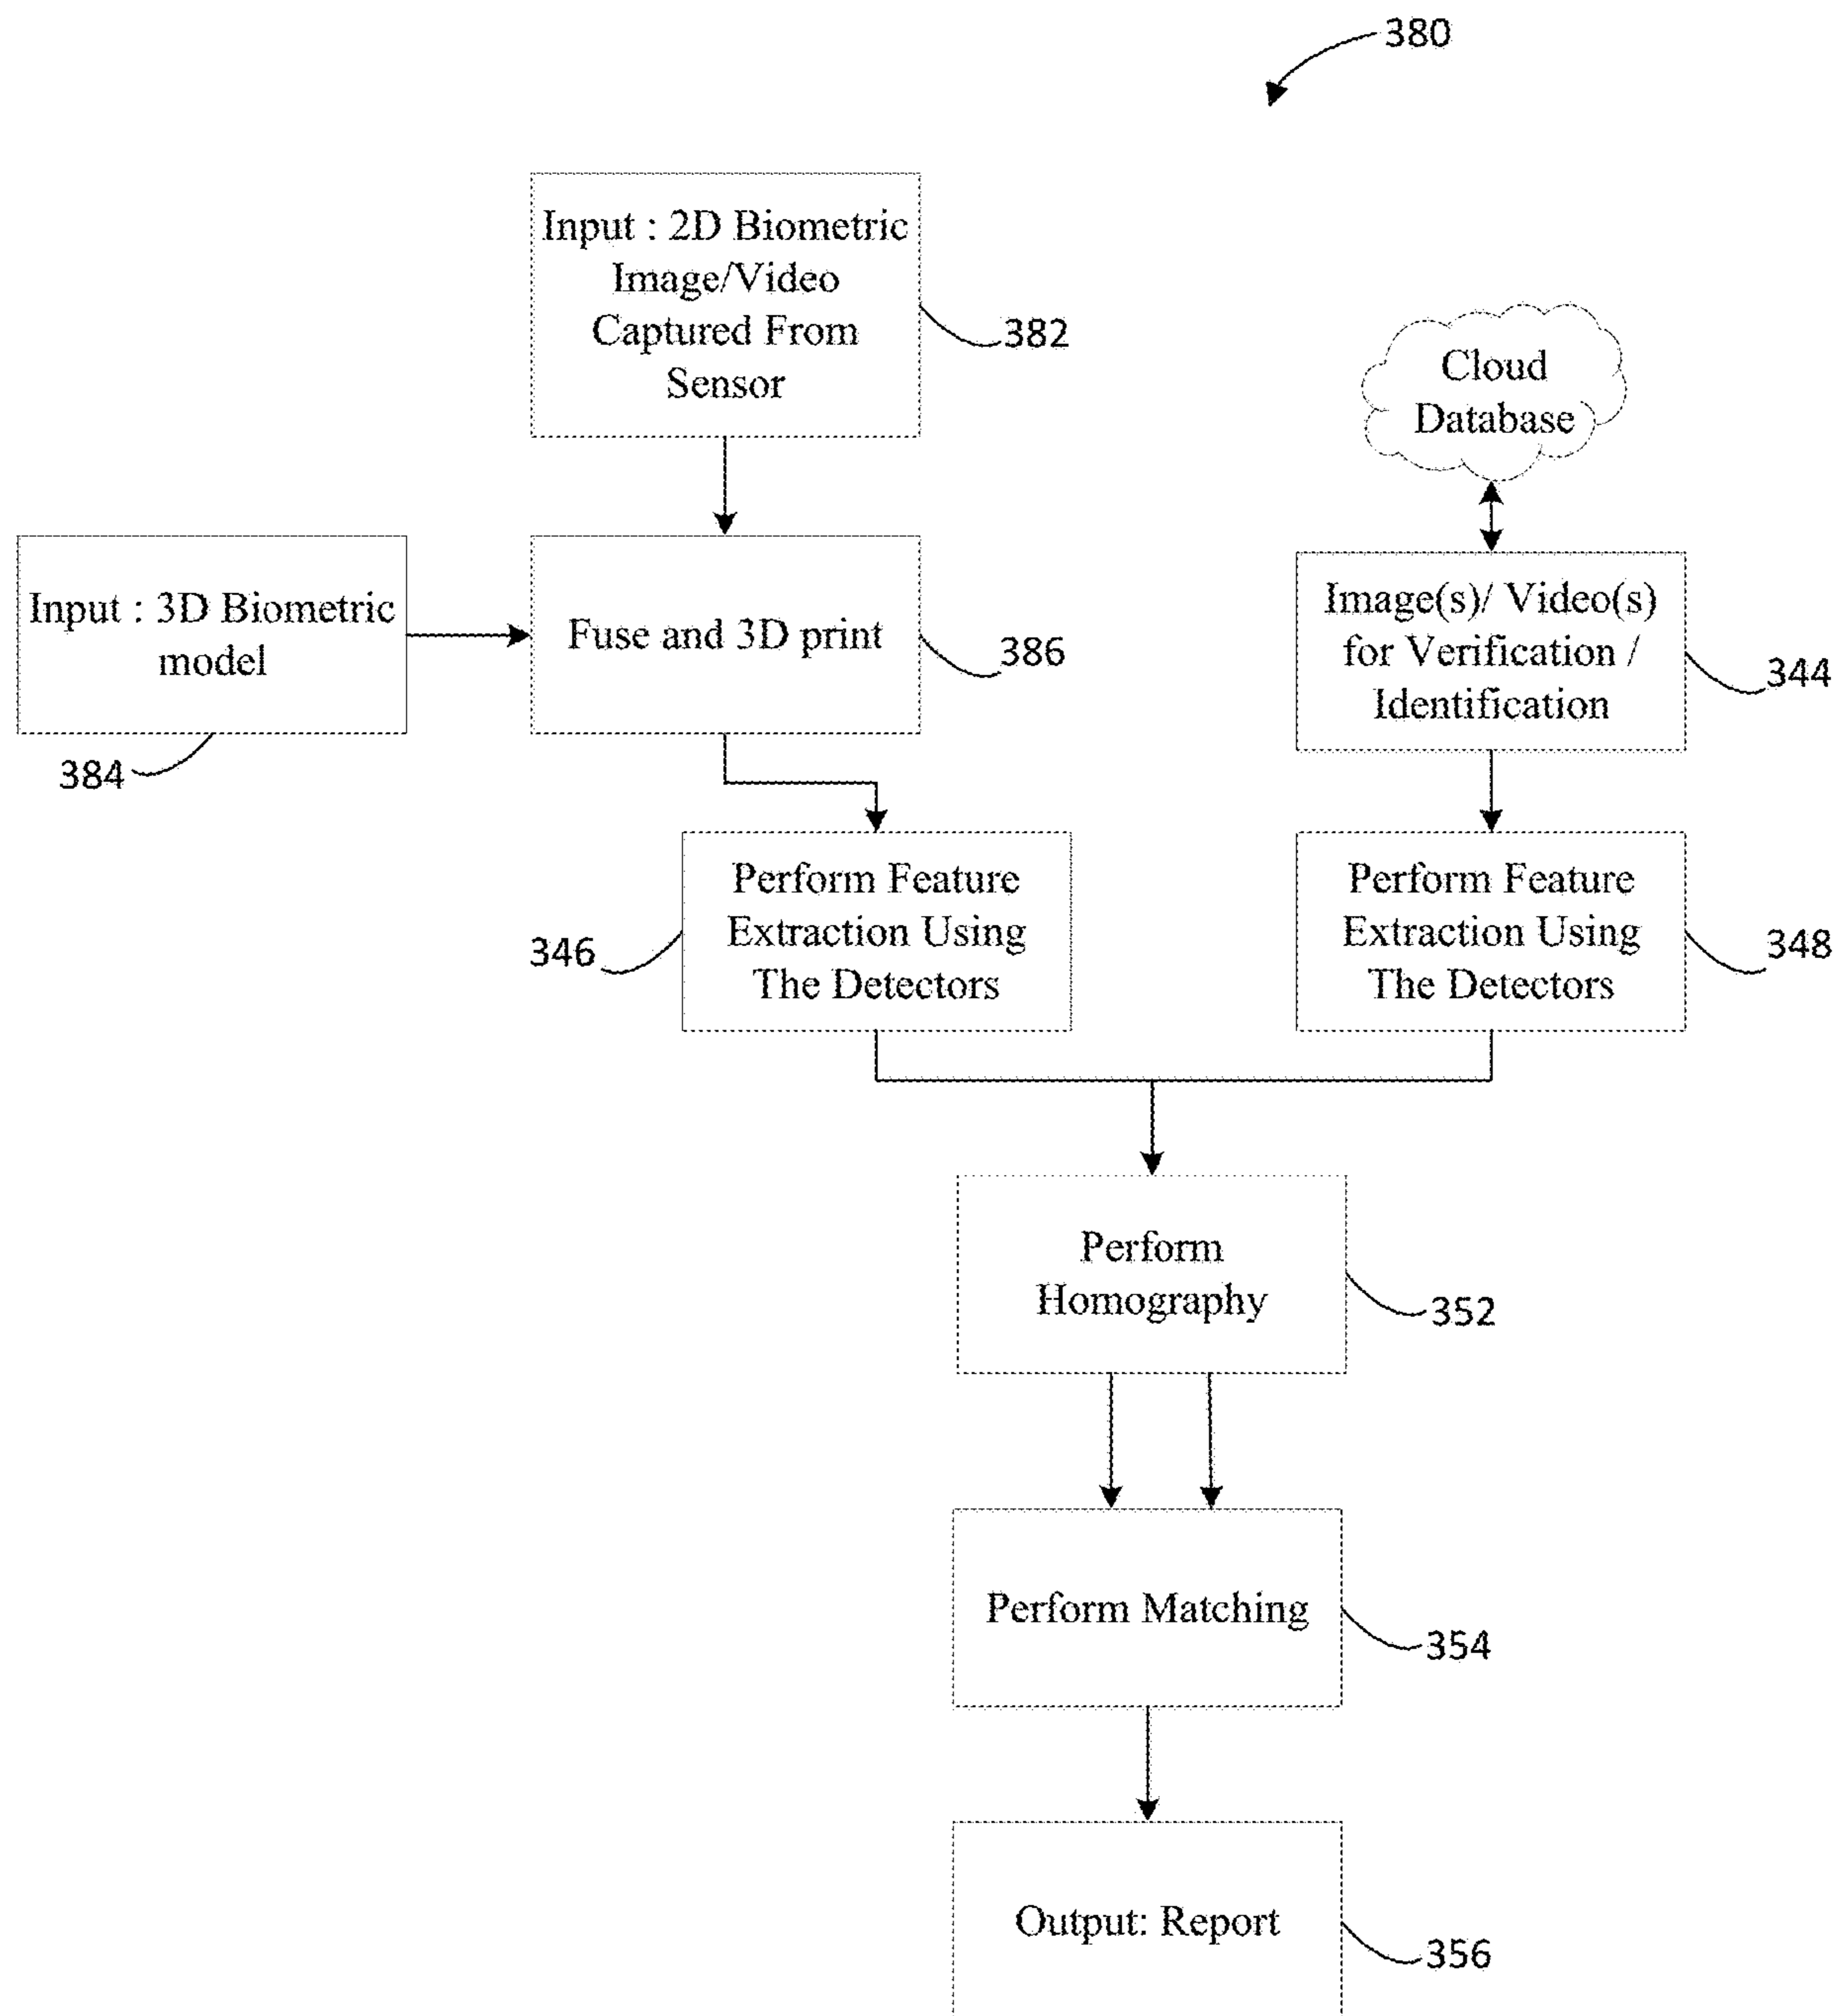 380
Input : 2D Biometric
Image/Video
Captured From
Sensor
382
Cloud
Database
Input : 3D Biometric
model
384
Fuse and 3D print
386
Image(s)/ Video(s)
for Verification /
Identification
344
Perform Feature
Extraction Using
The Detectors
346
Perform Feature
Extraction Using
The Detectors
348
Perform
Homography
352
Perform Matching
354
Output: Report
356